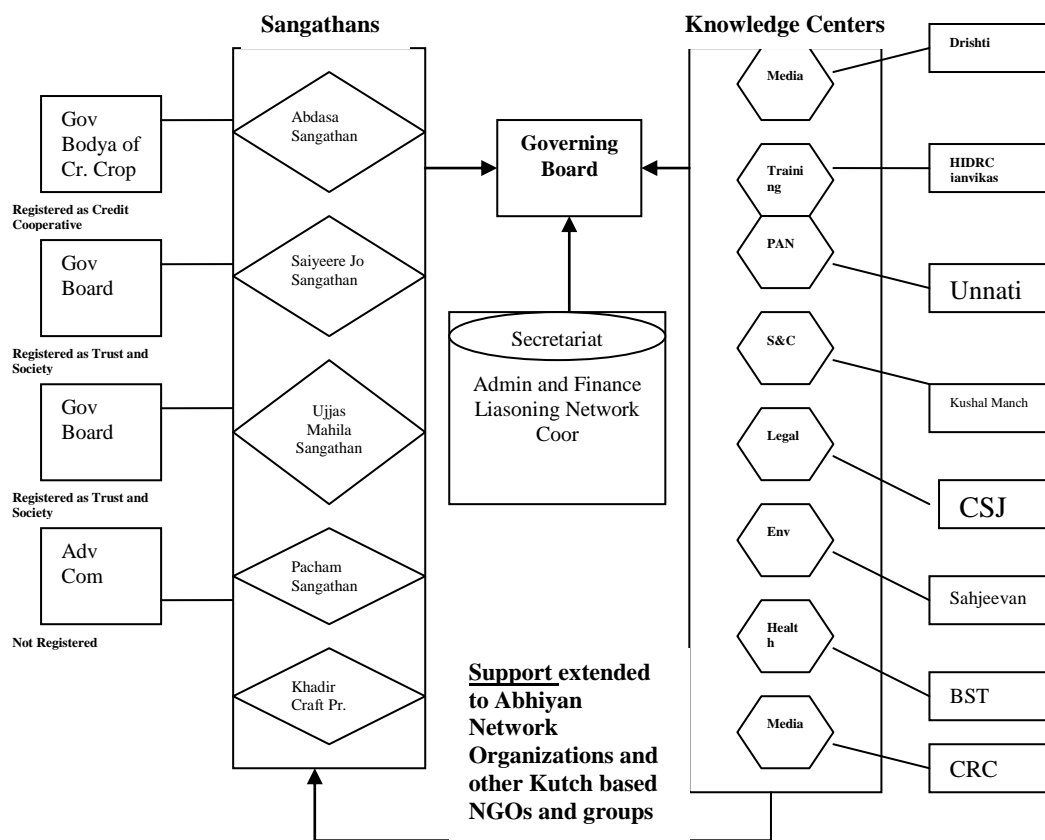 Sangathans
Knowledge Centers
Gov
Bodya of
Cr. Crop
Registered as Credit
Cooperative
Gov
Board
Registered as Trust and
Society
Gov
Board
Registered as Trust and
Society
Adv
Com
Not Registered
Abdasa
Sangathan
Saiyeere Jo
Sangathan
Ujjas
Mahila
Sangathan
Pacham
Sangathan
Khadir
Craft Pr.
Governing
Board
Secretariat
Admin and Finance
Liasoning Network
Coor
Support extended
to Abhiyan
Network
Organizations and
other Kutch based
NGOs and groups
Media
Traini
ng
PAN
S&C
Legal
Env
Healt
h
Media
Drishti
HIDRC
ianvikas
Unnati
Kushal Manch
CSJ
Sahjeevan
BST
CRC